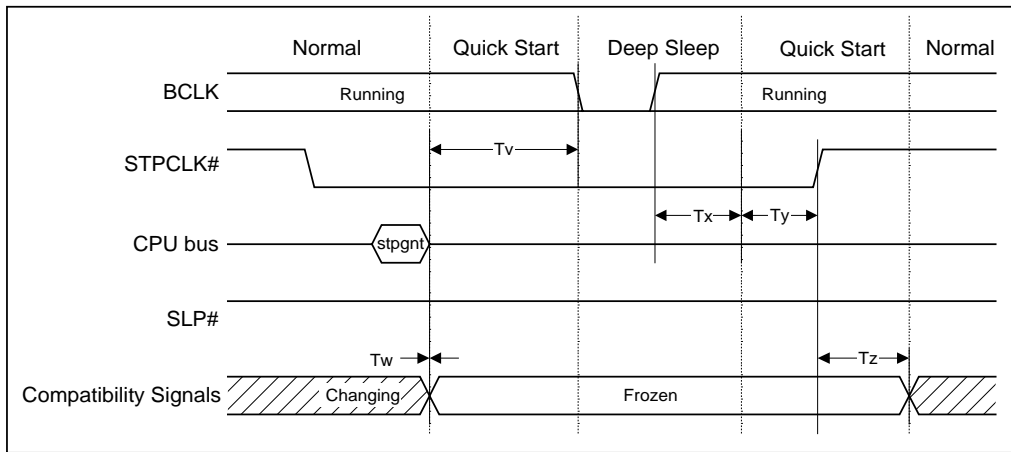 Normal Quick Start Deep Sleep Quick Start Normal
BCLK Running Running
STPCLK# Tv
Tx Ty
CPU bus stpgnt
SLP#
Tw Tz
Compatibility Signals Changing Frozen